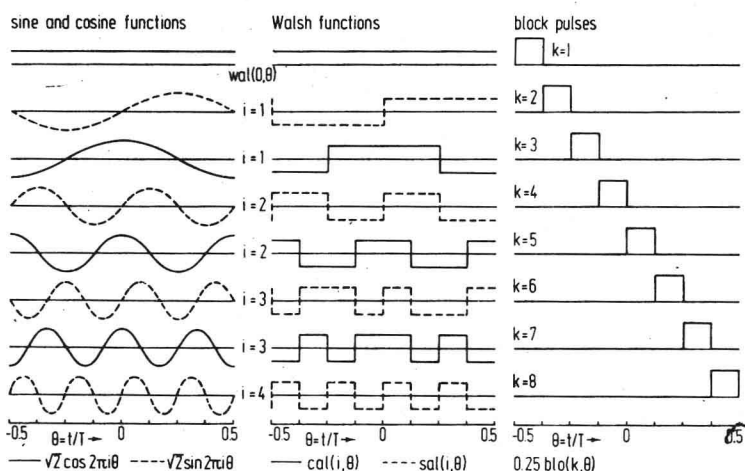 sine and cosine functions Walsh functions block pulses
k=1
wal(0,θ)
i=1 k=2
i=1 k=3
i=2 k=4
i=2 k=5
i=3 k=6
i=3 k=7
i=4 k=8
-0.5 θ=t/T→ 0 0.5 -0.5 θ=t/T→ 0 0.5 -0.5 θ=t/T→ 0 0.5
√2 cos 2πiθ √2 sin 2πiθ cal(i,θ) sal(i,θ) 0.25 blo(k,θ)